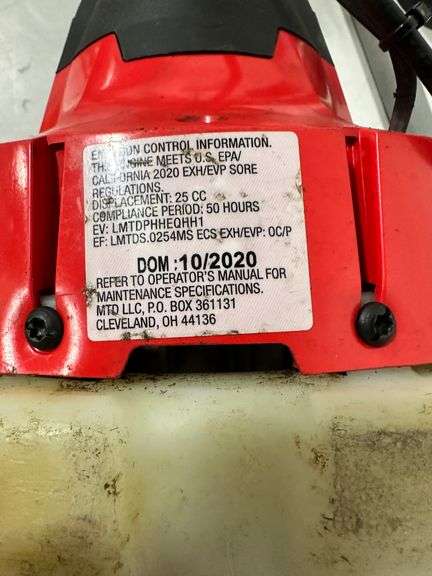 CONTROL INFORMATION.
MEETS U.S. EPA/
CALIFORNIA 2020 EXH/EVP SORE
REGULATIONS.
DISPLACEMENT: 25 CC
COMPLIANCE PERIOD: 50 HOURS
EV: LMTDPHHEQHH1
EF: LMTDS.0254MS ECS EXH/EVP: OC/P
DOM :10/2020
REFER TO OPERATOR'S MANUAL FOR
MAINTENANCE SPECIFICATIONS.
MTD LLC, P.O. BOX 361131
CLEVELAND, OH 44136